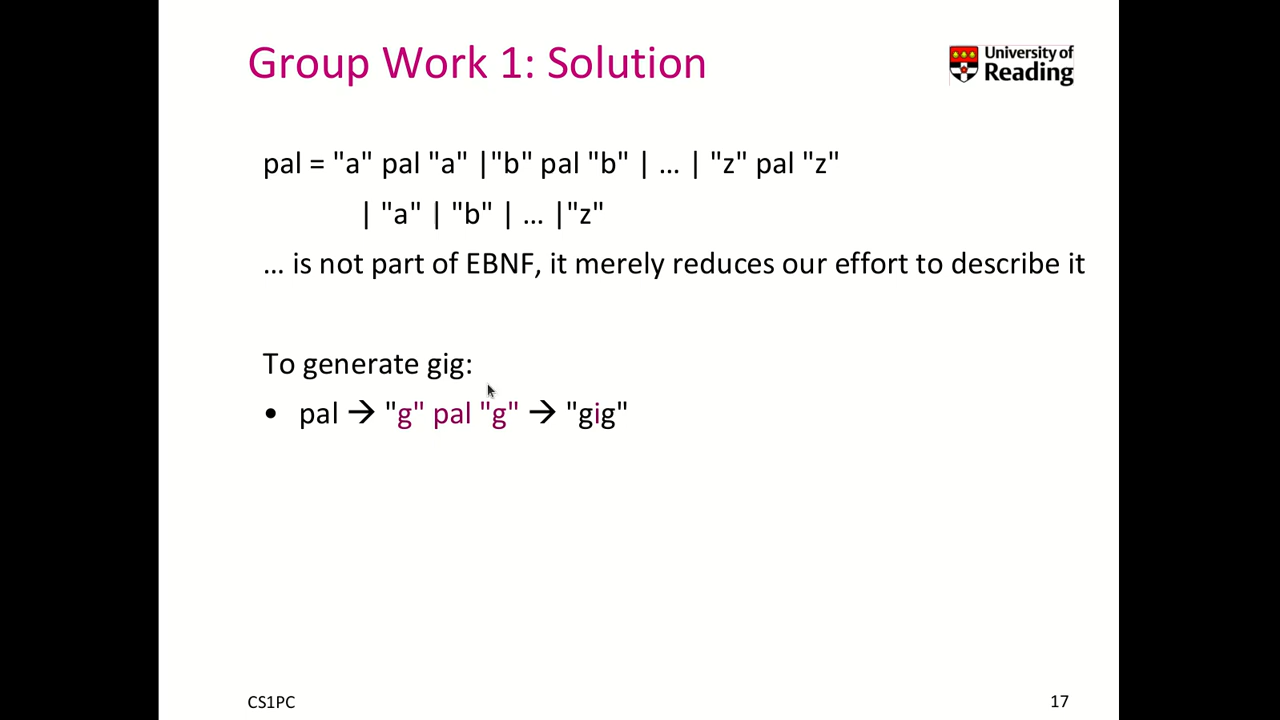 Group Work 1: Solution
University of
Reading
pal = "a" pal "a" |"b" pal "b" | … | "z" pal "z"
| "a" | "b" | … |"z"
… is not part of EBNF, it merely reduces our effort to describe it
To generate gig:
• pal → "g" pal "g" → "gig"
CS1PC
17